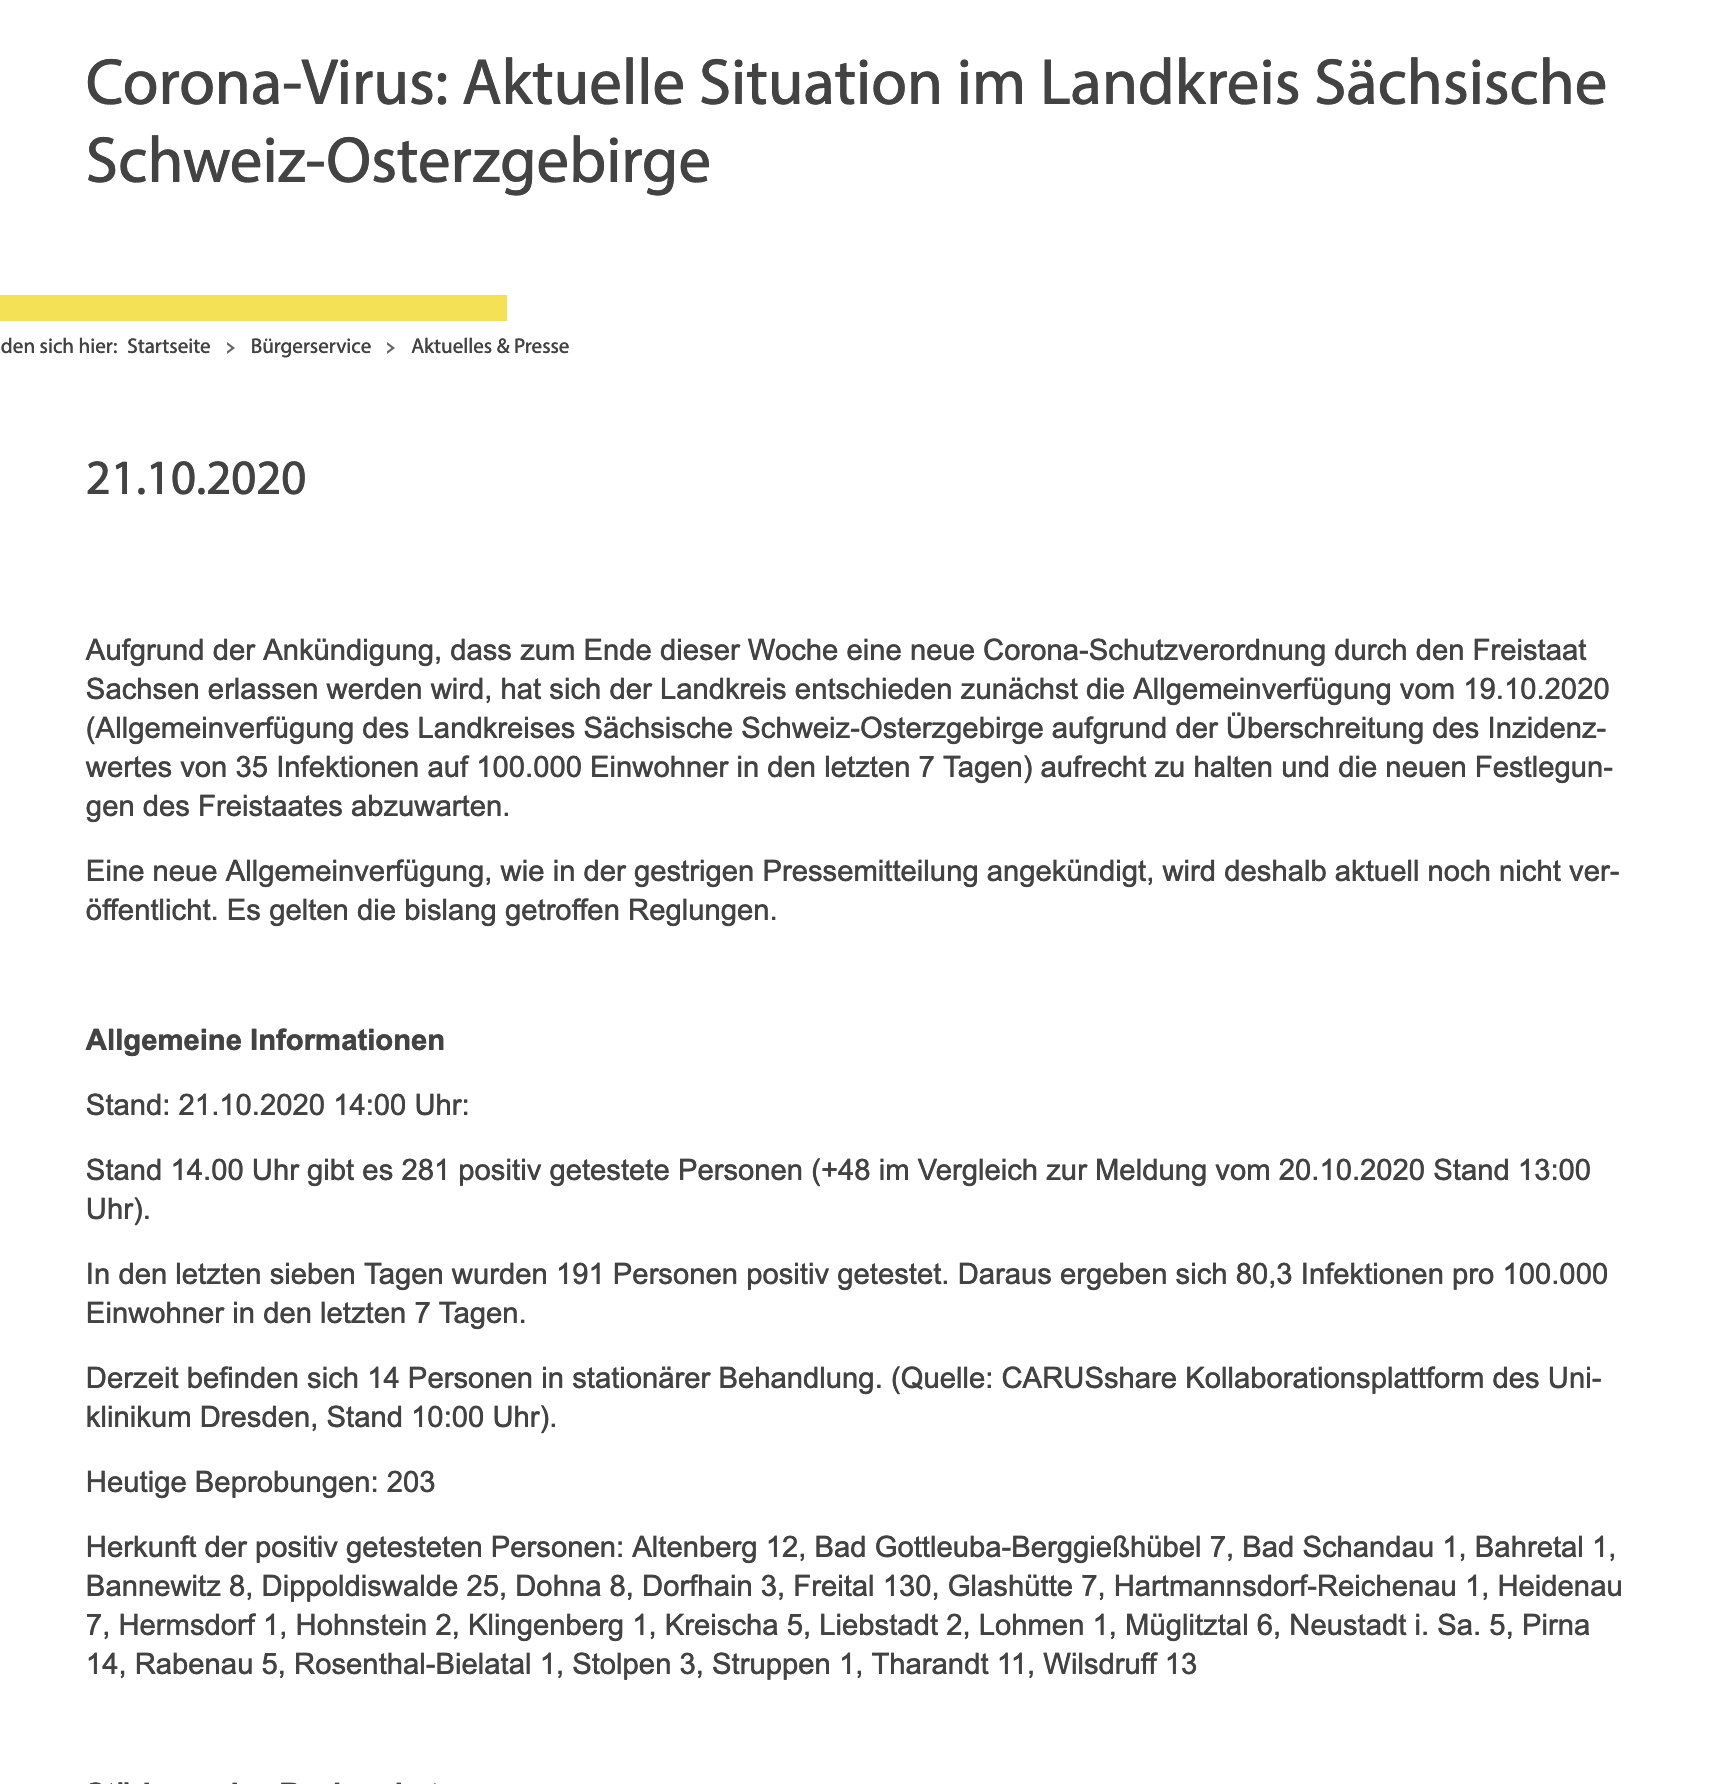 Corona-Virus: Aktuelle Situation im Landkreis Sächsische
Schweiz-Osterzgebirge
den sich hier: Startseite > Bürgerservice > Aktuelles & Presse
21.10.2020
Aufgrund der Ankündigung, dass zum Ende dieser Woche eine neue Corona-Schutzverordnung durch den Freistaat
Sachsen erlassen werden wird, hat sich der Landkreis entschieden zunächst die Allgemeinverfügung vom 19.10.2020
(Allgemeinverfügung des Landkreises Sächsische Schweiz-Osterzgebirge aufgrund der Überschreitung des Inzidenz-
wertes von 35 Infektionen auf 100.000 Einwohner in den letzten 7 Tagen) aufrecht zu halten und die neuen Festlegun-
gen des Freistaates abzuwarten.
Eine neue Allgemeinverfügung, wie in der gestrigen Pressemitteilung angekündigt, wird deshalb aktuell noch nicht ver-
öffentlicht. Es gelten die bislang getroffen Reglungen.
Allgemeine Informationen
Stand: 21.10.2020 14:00 Uhr:
Stand 14.00 Uhr gibt es 281 positiv getestete Personen (+48 im Vergleich zur Meldung vom 20.10.2020 Stand 13:00
Uhr).
In den letzten sieben Tagen wurden 191 Personen positiv getestet. Daraus ergeben sich 80,3 Infektionen pro 100.000
Einwohner in den letzten 7 Tagen.
Derzeit befinden sich 14 Personen in stationärer Behandlung. (Quelle: CARUSshare Kollaborationsplattform des Uni-
klinikum Dresden, Stand 10:00 Uhr).
Heutige Beprobungen: 203
Herkunft der positiv getesteten Personen: Altenberg 12, Bad Gottleuba-Berggießhübel 7, Bad Schandau 1, Bahretal 1,
Bannewitz 8, Dippoldiswalde 25, Dohna 8, Dorfhain 3, Freital 130, Glashütte 7, Hartmannsdorf-Reichenau 1, Heidenau
7, Hermsdorf 1, Hohnstein 2, Klingenberg 1, Kreischa 5, Liebstadt 2, Lohmen 1, Müglitztal 6, Neustadt i. Sa. 5, Pirna
14, Rabenau 5, Rosenthal-Bielatal 1, Stolpen 3, Struppen 1, Tharandt 11, Wilsdruff 13